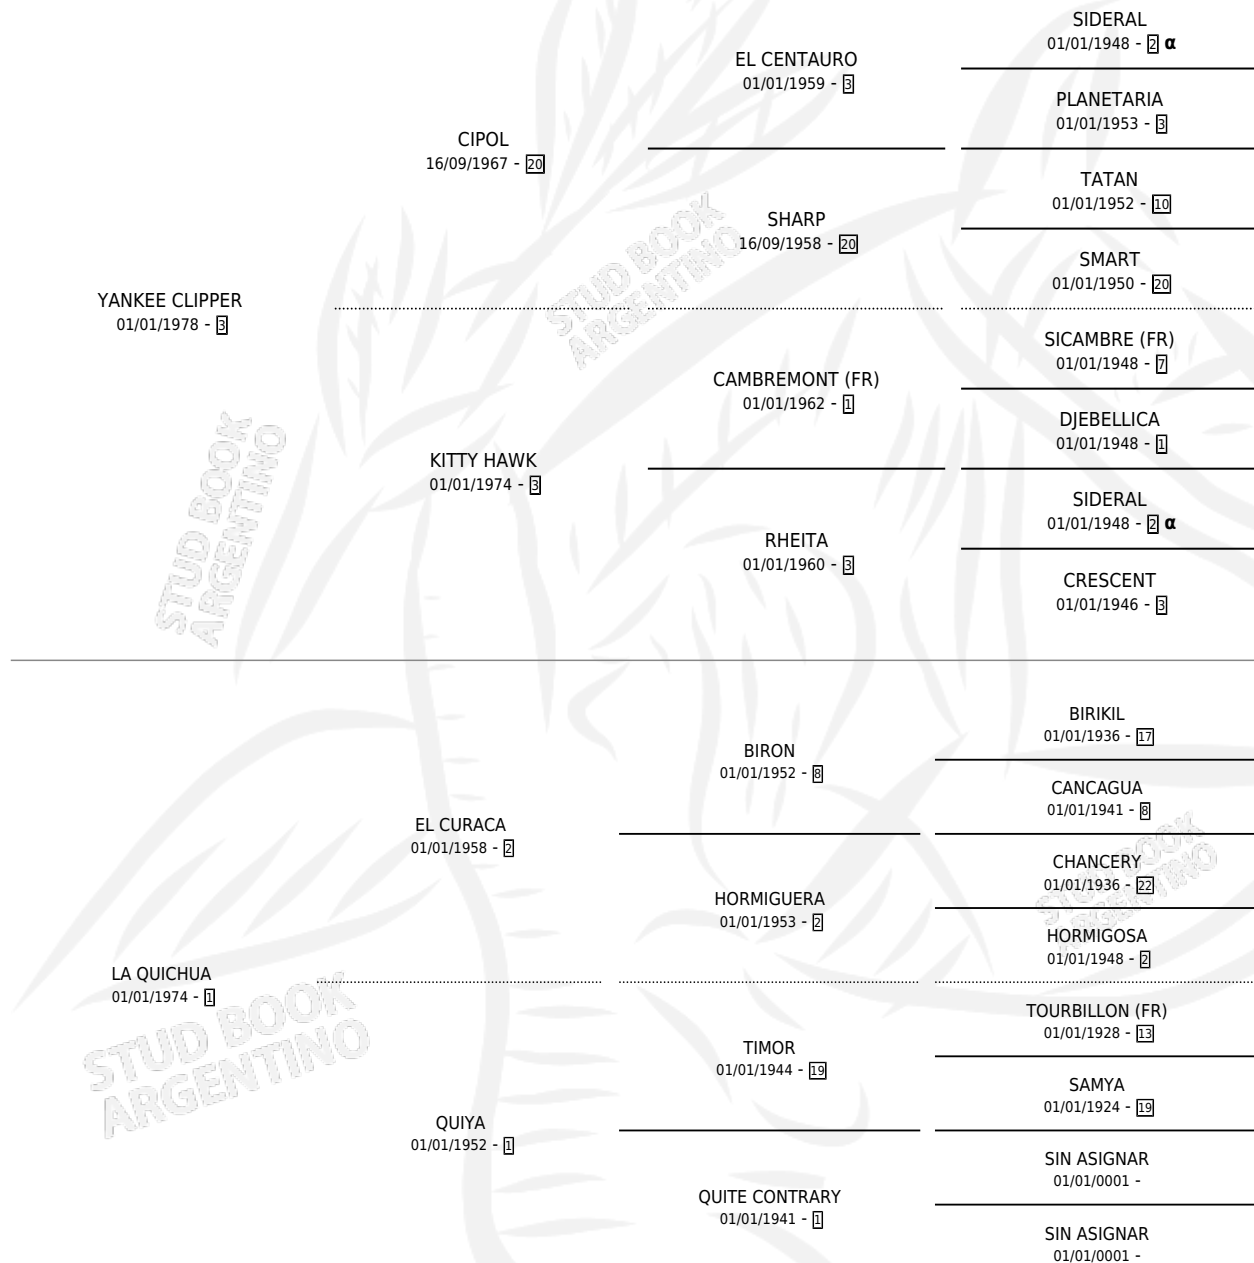 SIDERAL
01/01/1948 - 2 α
EL CENTAURO
01/01/1959 - 3
PLANETARIA
01/01/1953 - 3
CIPOL
16/09/1967 - 20
TATAN
01/01/1952 - 10
SHARP
16/09/1958 - 20
SMART
01/01/1950 - 20
YANKEE CLIPPER
01/01/1978 - 3
SICAMBRE (FR)
01/01/1948 - 7
CAMBREMONT (FR)
01/01/1962 - 1
DJEBELLICA
01/01/1948 - 1
KITTY HAWK
01/01/1974 - 3
SIDERAL
01/01/1948 - 2 α
RHEITA
01/01/1960 - 3
CRESCENT
01/01/1946 - 3
BIRIKIL
01/01/1936 - 17
BIRON
01/01/1952 - 8
CANCAGUA
01/01/1941 - 8
EL CURACA
01/01/1958 - 2
CHANCERY
01/01/1936 - 22
HORMIGUERA
01/01/1953 - 2
HORMIGOSA
01/01/1948 - 2
LA QUICHUA
01/01/1974 - 1
TOURBILLON (FR)
01/01/1928 - 13
TIMOR
01/01/1944 - 19
SAMYA
01/01/1924 - 19
QUIYA
01/01/1952 - 1
SIN ASIGNAR
01/01/0001 -
QUITE CONTRARY
01/01/1941 - 1
SIN ASIGNAR
01/01/0001 -
STUD BOOK
ARGENTINO
STUD BOOK
ARGENTINO
STUD BOOK
ARGENTINO
STUD BOOK
ARGENTINO